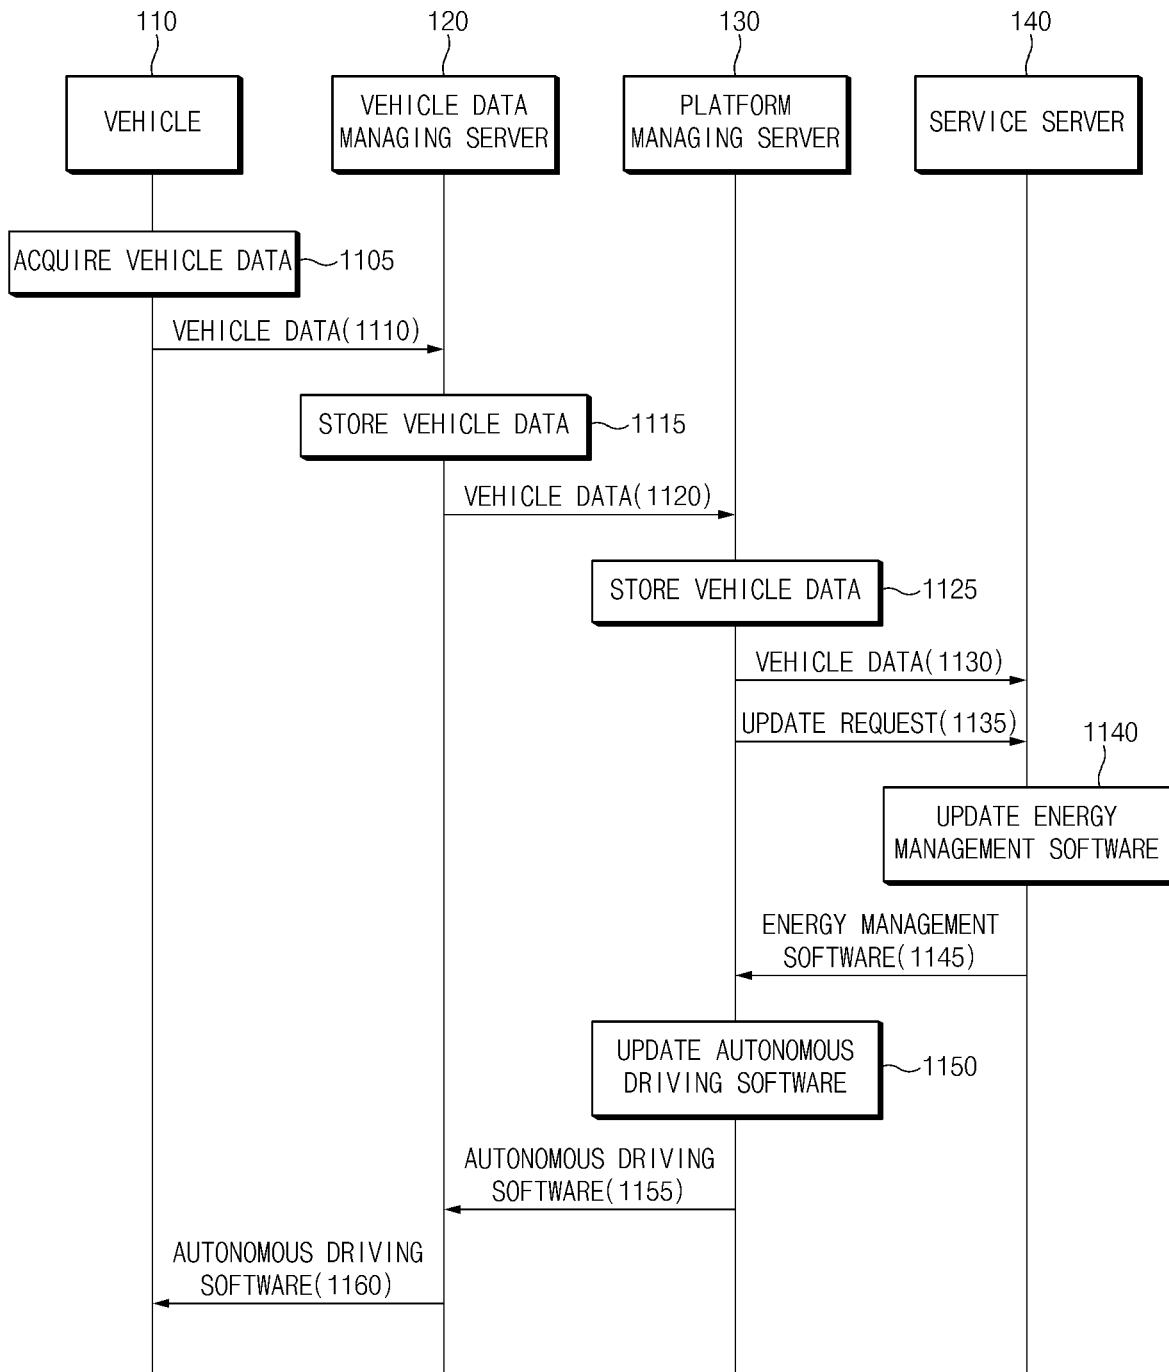 110
120
130
140
VEHICLE
VEHICLE DATA
MANAGING SERVER
PLATFORM
MANAGING SERVER
SERVICE SERVER
ACQUIRE VEHICLE DATA
1105
VEHICLE DATA(1110)
STORE VEHICLE DATA
1115
VEHICLE DATA(1120)
STORE VEHICLE DATA
1125
VEHICLE DATA(1130)
UPDATE REQUEST(1135)
1140
UPDATE ENERGY
MANAGEMENT SOFTWARE
ENERGY MANAGEMENT
SOFTWARE(1145)
UPDATE AUTONOMOUS
DRIVING SOFTWARE
1150
AUTONOMOUS DRIVING
SOFTWARE(1155)
AUTONOMOUS DRIVING
SOFTWARE(1160)